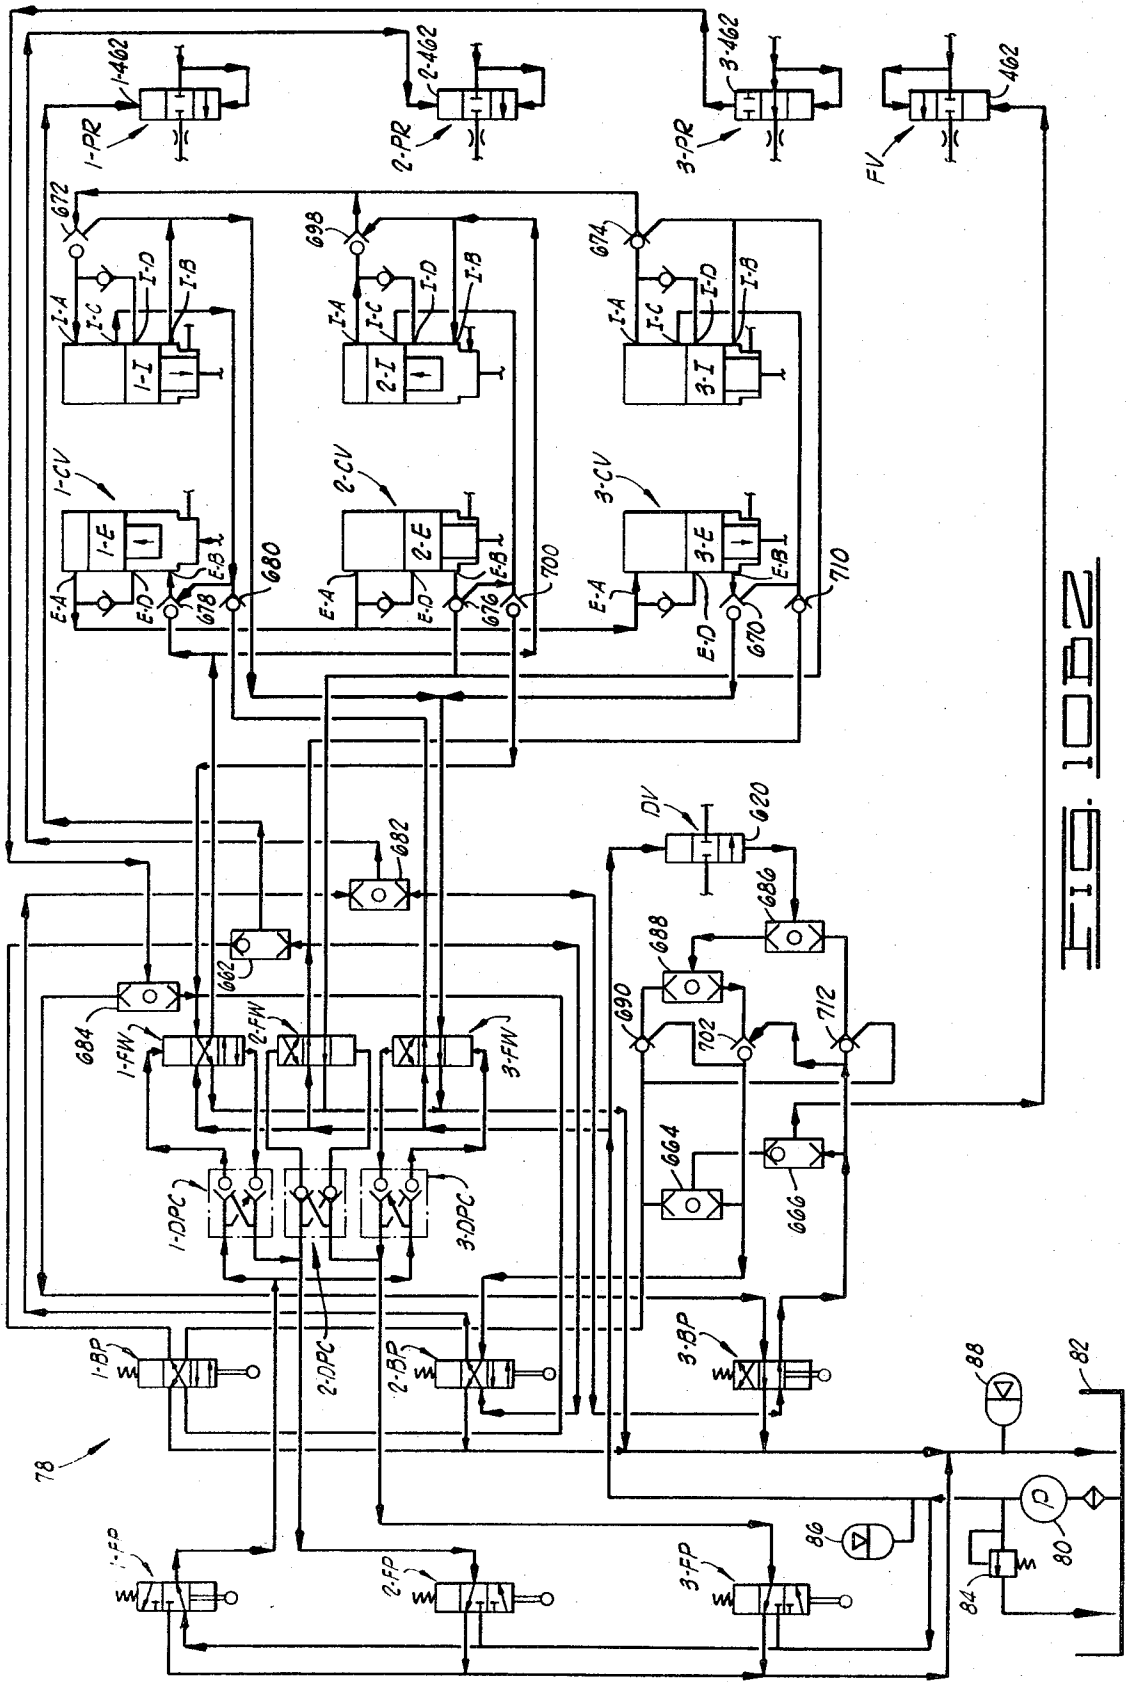 1-462
1-PR
2-462
2-PR
3-462
3-PR
FV
462
672
I-A
I-C
I-D
I-B
1-I
698
I-A
I-C
I-D
I-B
2-I
674
I-A
I-C
I-D
I-B
3-I
1-CV
1-E
E-A
E-D
E-B
678
680
2-CV
2-E
E-A
E-D
E-B
676
700
3-CV
3-E
E-A
E-D
E-B
670
710
682
662
684
DV
620
686
688
690
702
712
1-FW
2-FW
3-FW
1-DPC
2-DPC
3-DPC
664
666
1-BP
2-BP
3-BP
78
1-FP
2-FP
3-FP
88
82
86
P
80
84
FIG. 10B2